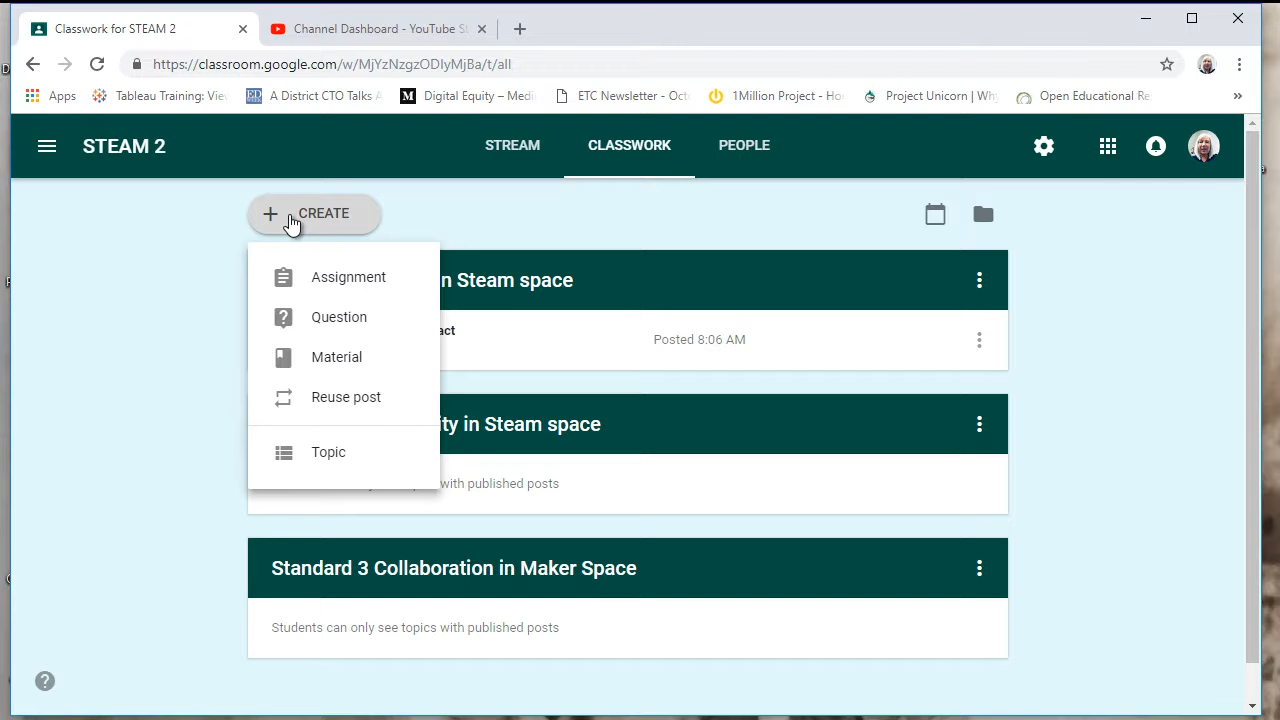 Classwork for STEAM 2
Channel Dashboard - YouTube St
https://classroom.google.com/w/MjYzNzgzODIyMjBa/t/all
Apps
Tableau Training: Vie
A District CTO Talks A
Digital Equity – Medi
ETC Newsletter - Oct
1Million Project - Ho
Project Unicorn | Why
Open Educational Re
STEAM 2
STREAM
CLASSWORK
PEOPLE
CREATE
Assignment
Question
Material
Reuse post
Topic
n Steam space
act
Posted 8:06 AM
ity in Steam space
with published posts
Standard 3 Collaboration in Maker Space
Students can only see topics with published posts